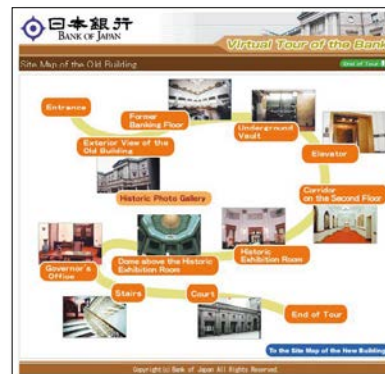 日本銀行
BANK OF JAPAN
Virtual Tour of the Bank
Site Map of the Old Building
End of Tour
Entrance
Former
Banking Floor
Underground
Vault
Exterior View of the
Old Building
Elevator
Historic Photo Gallery
Corridor
on the Second Floor
Governor's
Office
Dome above the Historic
Exhibition Room
Historic
Exhibition Room
Stairs
Court
End of Tour
To the Site Map of the New Building
Copyright(c) Bank of Japan All Rights Reserved.